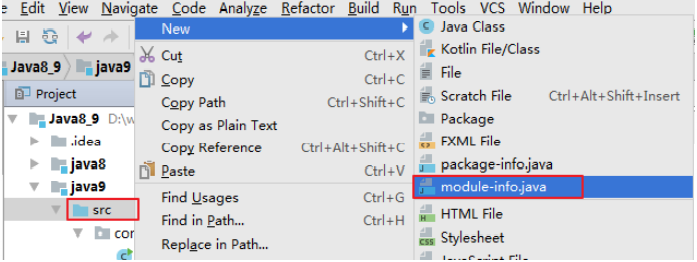 e Edit View Navigate Code Analyze Refactor Build Run Tools VCS Window Help
Java8_9 java9
Project
Java8_9 D:\w
.idea
java8
java9
src
cor
New
Cut Ctrl+X
Copy Ctrl+C
Copy Path Ctrl+Shift+C
Copy as Plain Text
Copy Reference Ctrl+Alt+Shift+C
Paste Ctrl+V
Find Usages Ctrl+G
Find in Path... Ctrl+H
Replace in Path...
Java Class
Kotlin File/Class
File
Scratch File Ctrl+Alt+Shift+Insert
Package
FXML File
package-info.java
module-info.java
HTML File
Stylesheet
JavaScript File